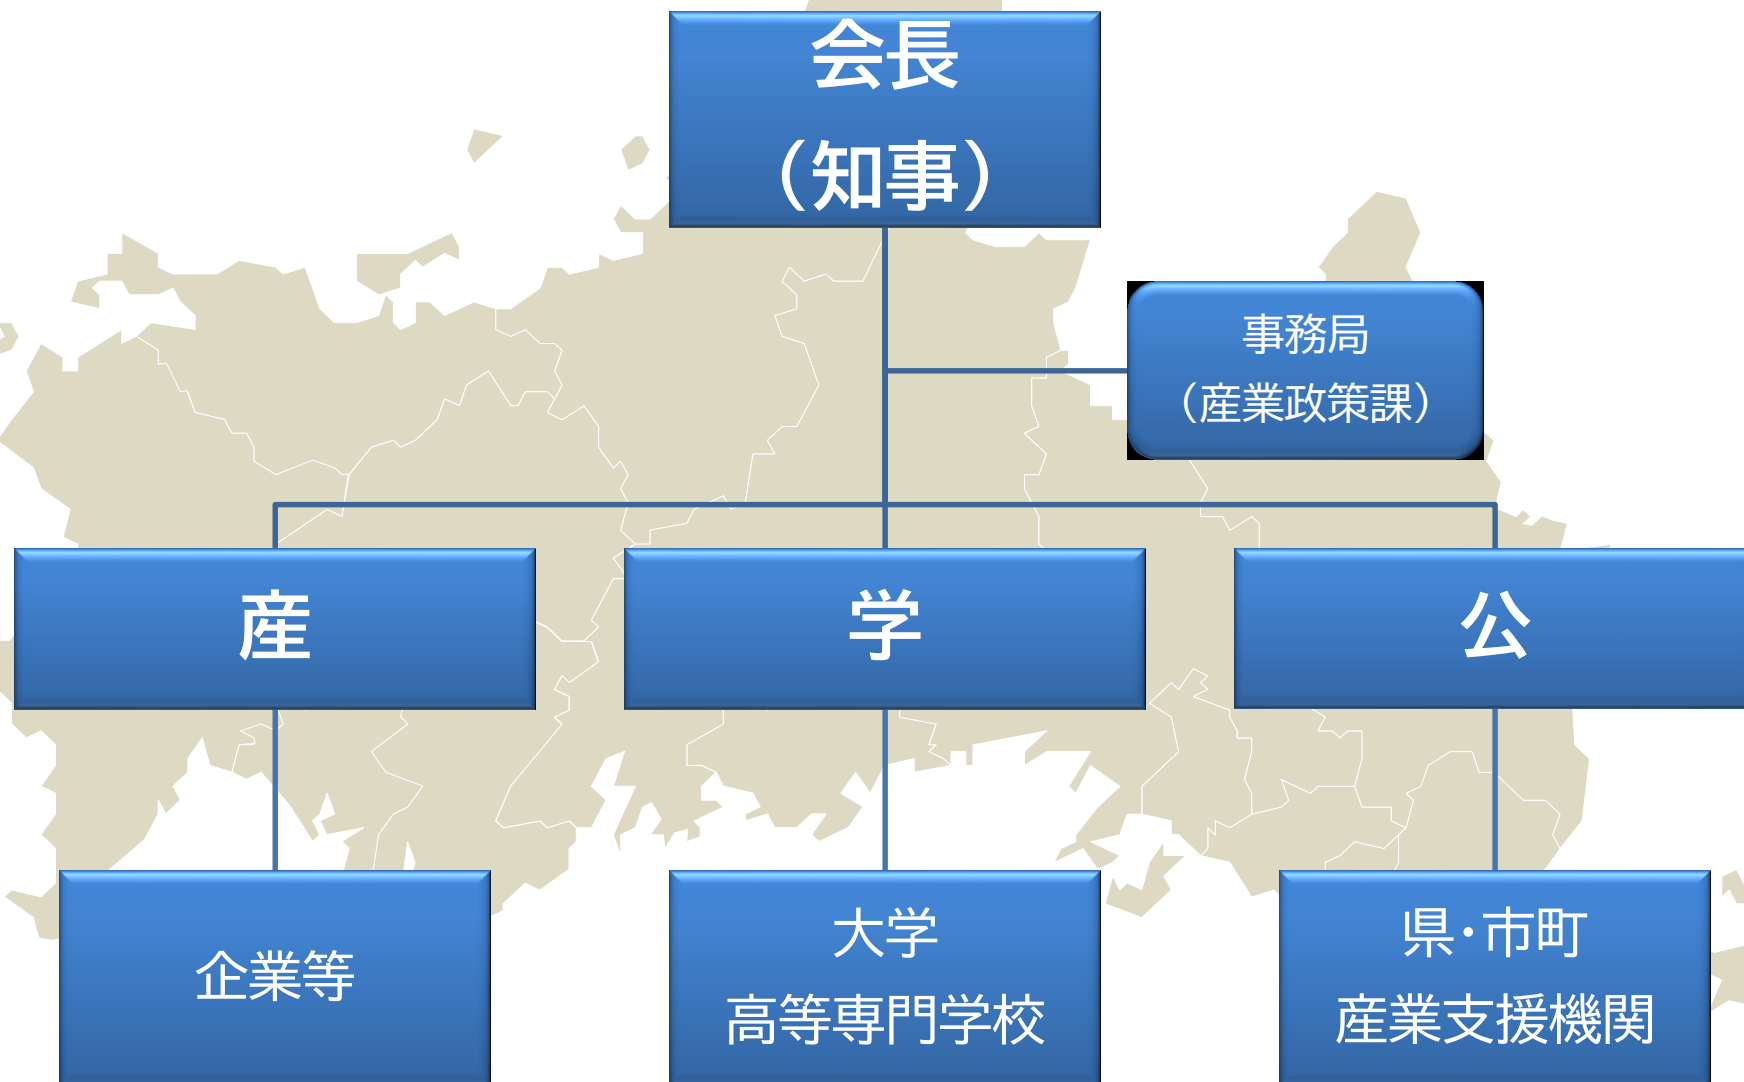 会長
（知事）
事務局
（産業政策課）
産
学
公
企業等
大学
高等専門学校
県・市町
産業支援機関